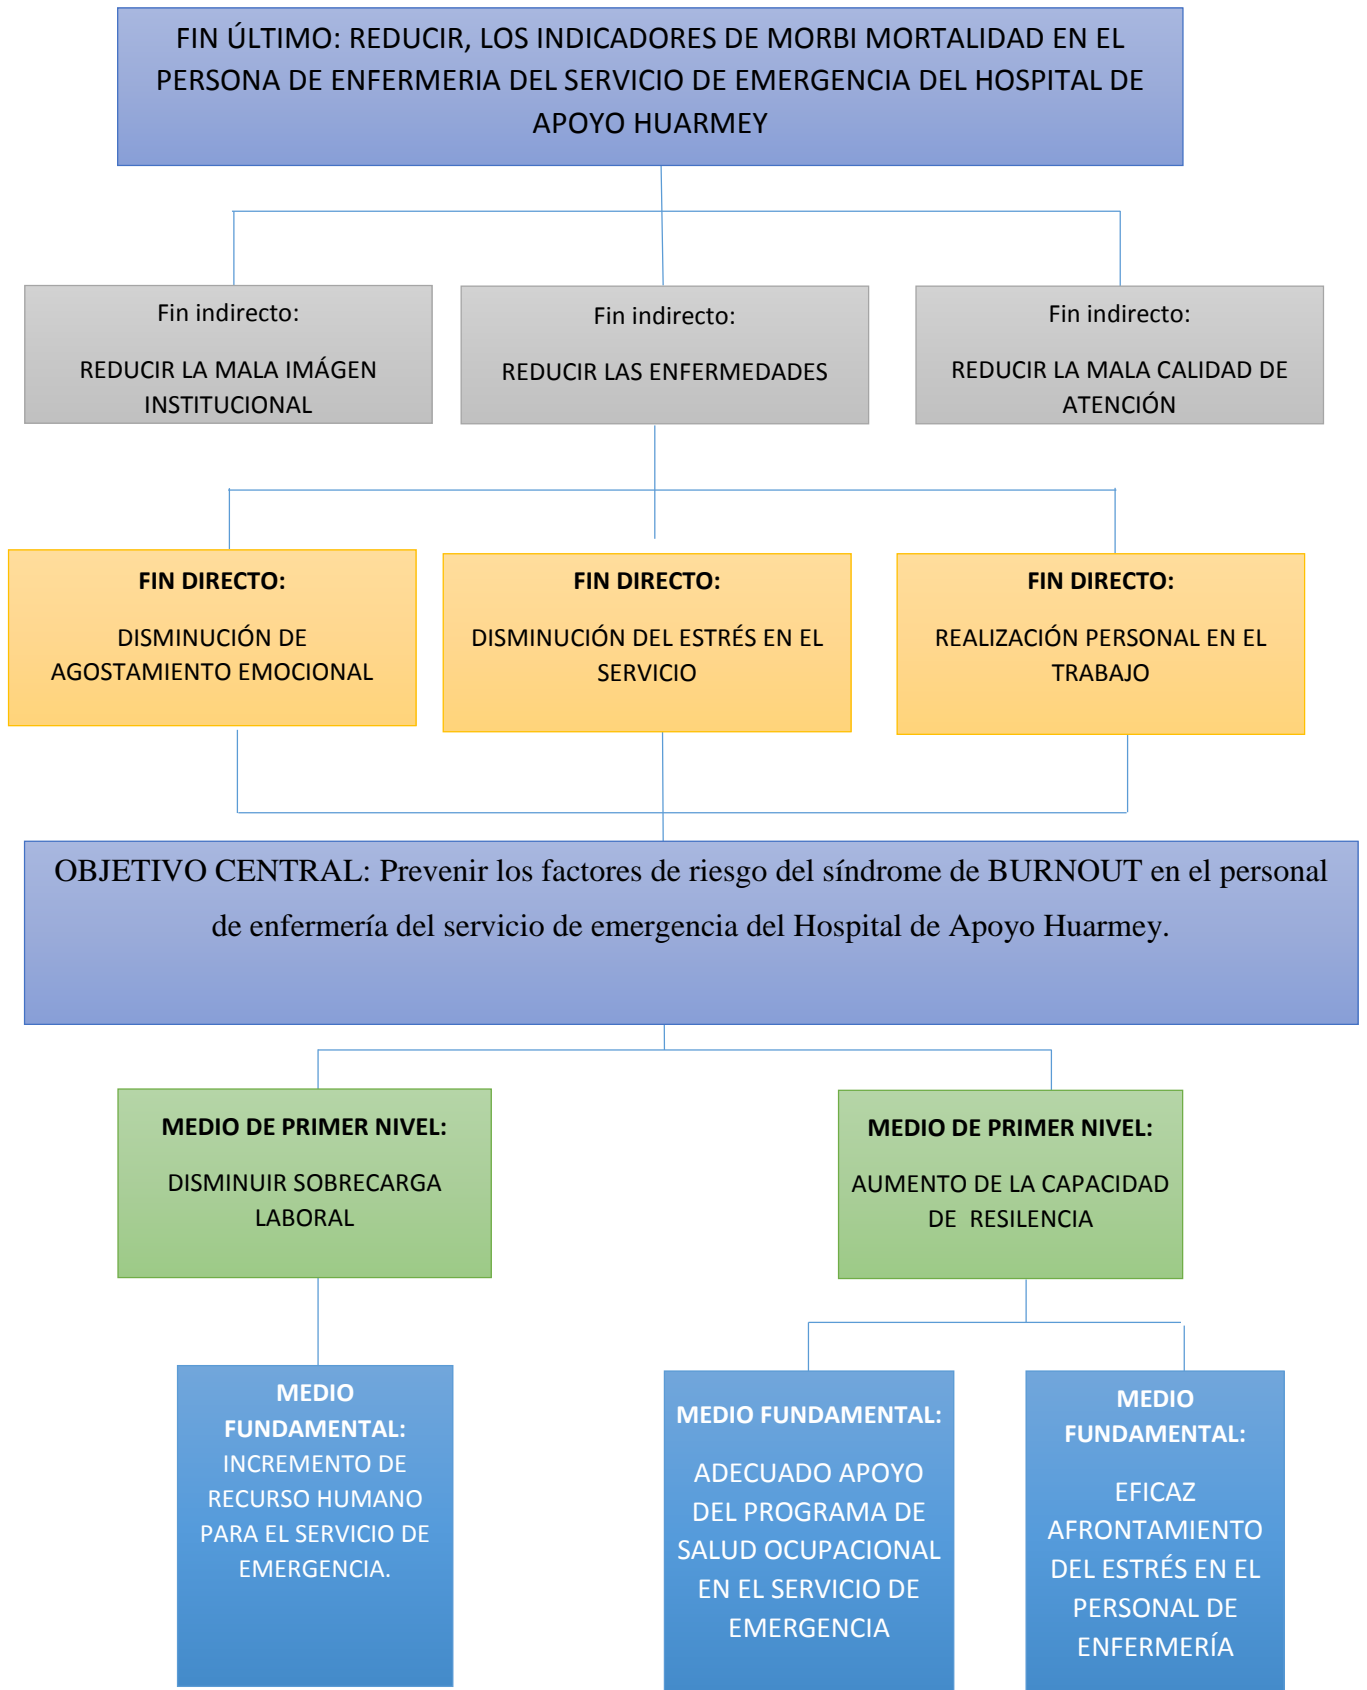 FIN ÚLTIMO: REDUCIR, LOS INDICADORES DE MORBI MORTALIDAD EN EL
PERSONA DE ENFERMERIA DEL SERVICIO DE EMERGENCIA DEL HOSPITAL DE
APOYO HUARMEY
Fin indirecto:
REDUCIR LA MALA IMÁGEN
INSTITUCIONAL
Fin indirecto:
REDUCIR LAS ENFERMEDADES
Fin indirecto:
REDUCIR LA MALA CALIDAD DE
ATENCIÓN
FIN DIRECTO:
DISMINUCIÓN DE
AGOSTAMIENTO EMOCIONAL
FIN DIRECTO:
DISMINUCIÓN DEL ESTRÉS EN EL
SERVICIO
FIN DIRECTO:
REALIZACIÓN PERSONAL EN EL
TRABAJO
OBJETIVO CENTRAL: Prevenir los factores de riesgo del síndrome de BURNOUT en el personal
de enfermería del servicio de emergencia del Hospital de Apoyo Huarmey.
MEDIO DE PRIMER NIVEL:
DISMINUIR SOBRECARGA
LABORAL
MEDIO DE PRIMER NIVEL:
AUMENTO DE LA CAPACIDAD
DE RESILENCIA
MEDIO
FUNDAMENTAL:
INCREMENTO DE
RECURSO HUMANO
PARA EL SERVICIO DE
EMERGENCIA.
MEDIO FUNDAMENTAL:
ADECUADO APOYO
DEL PROGRAMA DE
SALUD OCUPACIONAL
EN EL SERVICIO DE
EMERGENCIA
MEDIO
FUNDAMENTAL:
EFICAZ
AFRONTAMIENTO
DEL ESTRÉS EN EL
PERSONAL DE
ENFERMERÍA